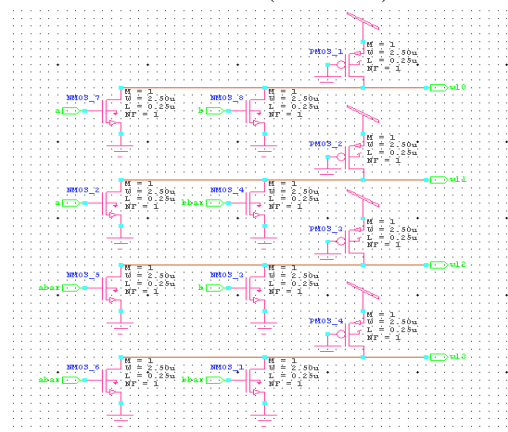 PMOS_1
M = 1
W = 2.50u
L = 0.25u
NF = 1
wl0
NMOS_7
a
M = 1
W = 2.50u
L = 0.25u
NF = 1
NMOS_8
b
M = 1
W = 2.50u
L = 0.25u
NF = 1
PMOS_2
M = 1
W = 2.50u
L = 0.25u
NF = 1
wl1
NMOS_2
a
M = 1
W = 2.50u
L = 0.25u
NF = 1
NMOS_4
bbar
M = 1
W = 2.50u
L = 0.25u
NF = 1
PMOS_3
M = 1
W = 2.50u
L = 0.25u
NF = 1
wl2
NMOS_5
abar
M = 1
W = 2.50u
L = 0.25u
NF = 1
NMOS_3
b
M = 1
W = 2.50u
L = 0.25u
NF = 1
PMOS_4
M = 1
W = 2.50u
L = 0.25u
NF = 1
wl3
NMOS_6
abar
M = 1
W = 2.50u
L = 0.25u
NF = 1
NMOS_1
bbar
M = 1
W = 2.50u
L = 0.25u
NF = 1